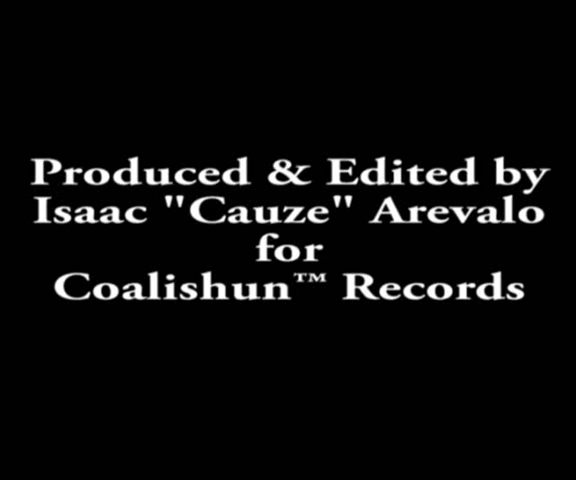 Produced & Edited by
Isaac "Cauze" Arevalo
for
Coalishun™ Records